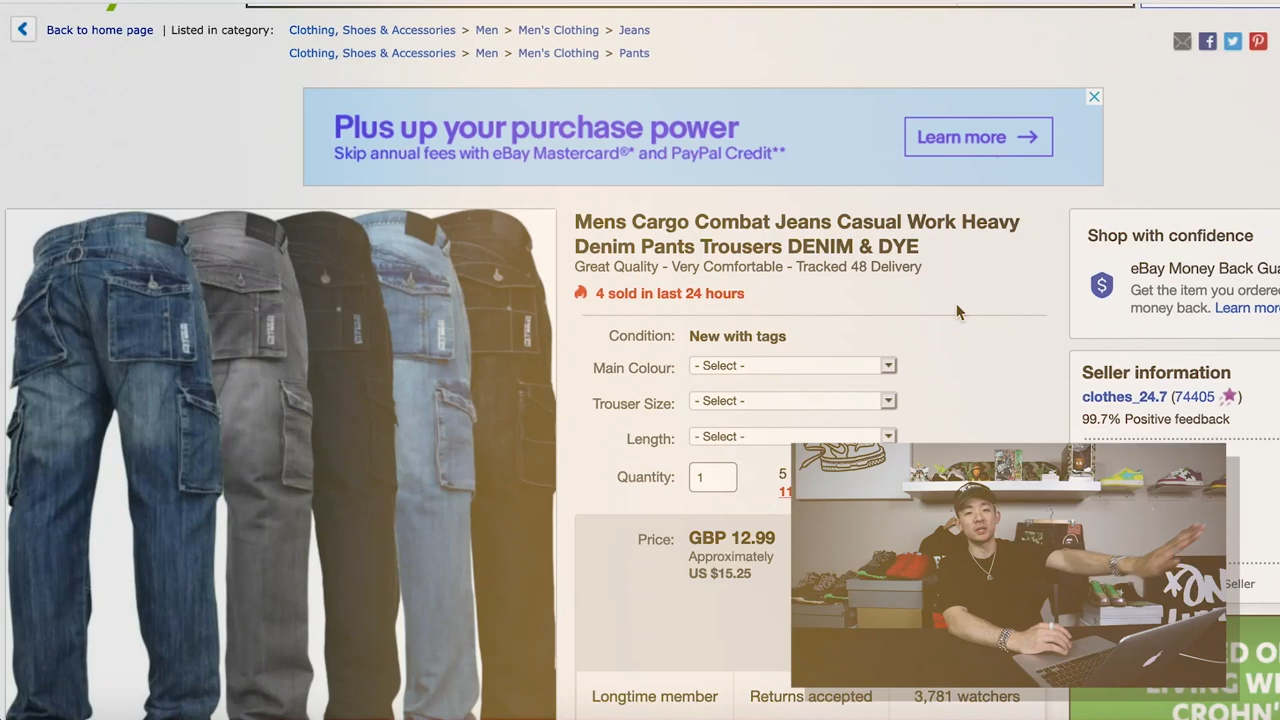 Back to home page | Listed in category: Clothing, Shoes & Accessories > Men > Men's Clothing > Jeans
Clothing, Shoes & Accessories > Men > Men's Clothing > Pants
Plus up your purchase power
Skip annual fees with eBay Mastercard®* and PayPal Credit**
Learn more →
Mens Cargo Combat Jeans Casual Work Heavy
Denim Pants Trousers DENIM & DYE
Great Quality - Very Comfortable - Tracked 48 Delivery
4 sold in last 24 hours
Condition: New with tags
Main Colour: - Select -
Trouser Size: - Select -
Length: - Select -
Quantity: 1
5
11
Price: GBP 12.99
Approximately
US $15.25
Longtime member
Returns accepted
3,781 watchers
Shop with confidence
eBay Money Back
Get the item you ordered
money back. Learn
Seller information
clothes_24.7 (74405 )
99.7% Positive feedback
Seller
LIVING
CROHN'